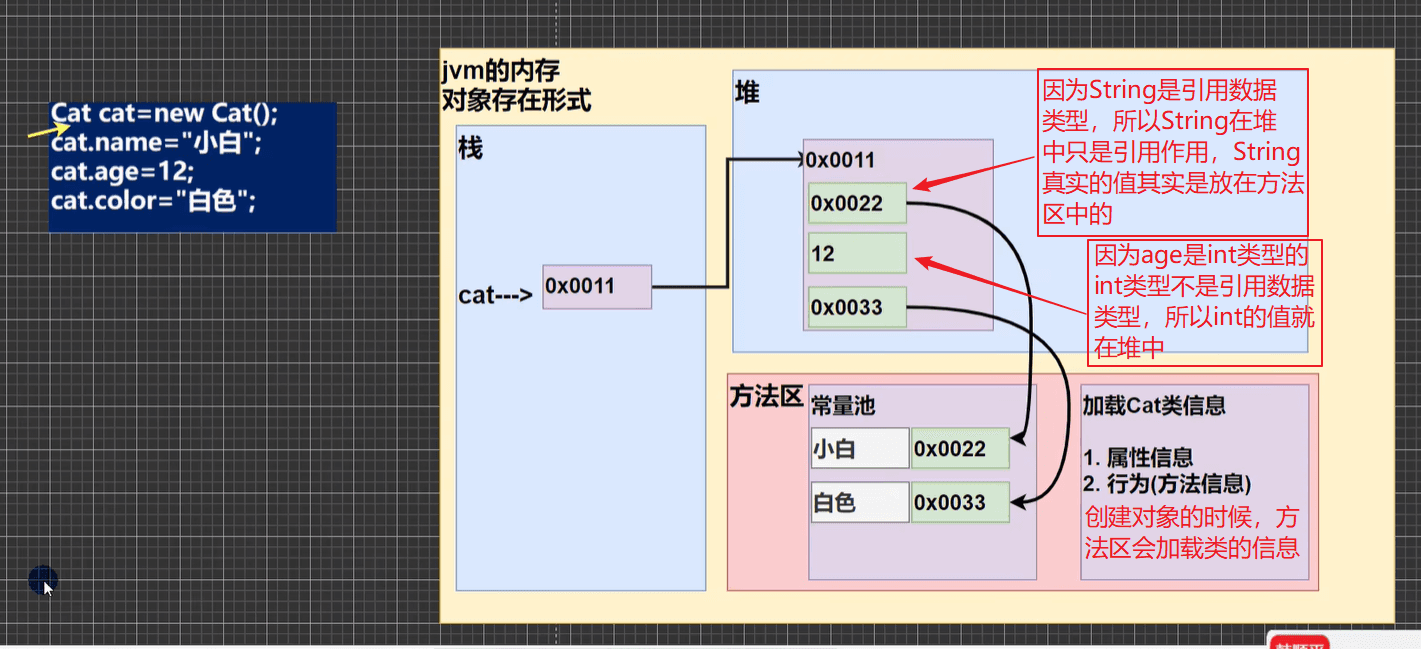 Cat cat=new Cat();
cat.name="小白";
cat.age=12;
cat.color="白色";
jvm的内存
对象存在形式
栈
cat--->
0x0011
堆
0x0011
0x0022
12
0x0033
因为String是引用数据
类型，所以String在堆
中只是引用作用，String
真实的值其实是放在方法
区中的
因为age是int类型的
int类型不是引用数据
类型，所以int的值就
在堆中
方法区
常量池
小白 0x0022
白色 0x0033
加载Cat类信息
1. 属性信息
2. 行为(方法信息)
创建对象的时候，方
法区会加载类的信息